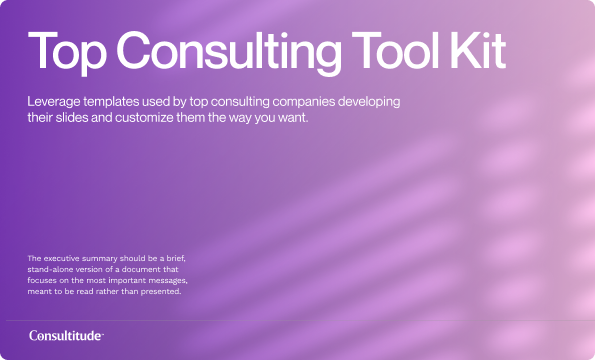 Top Consulting Tool Kit
Leverage templates used by top consulting companies developing
their slides and customize them the way you want.
The executive summary should be a brief,
stand-alone version of a document that
focuses on the most important messages,
meant to be read rather than presented.
Consultitude